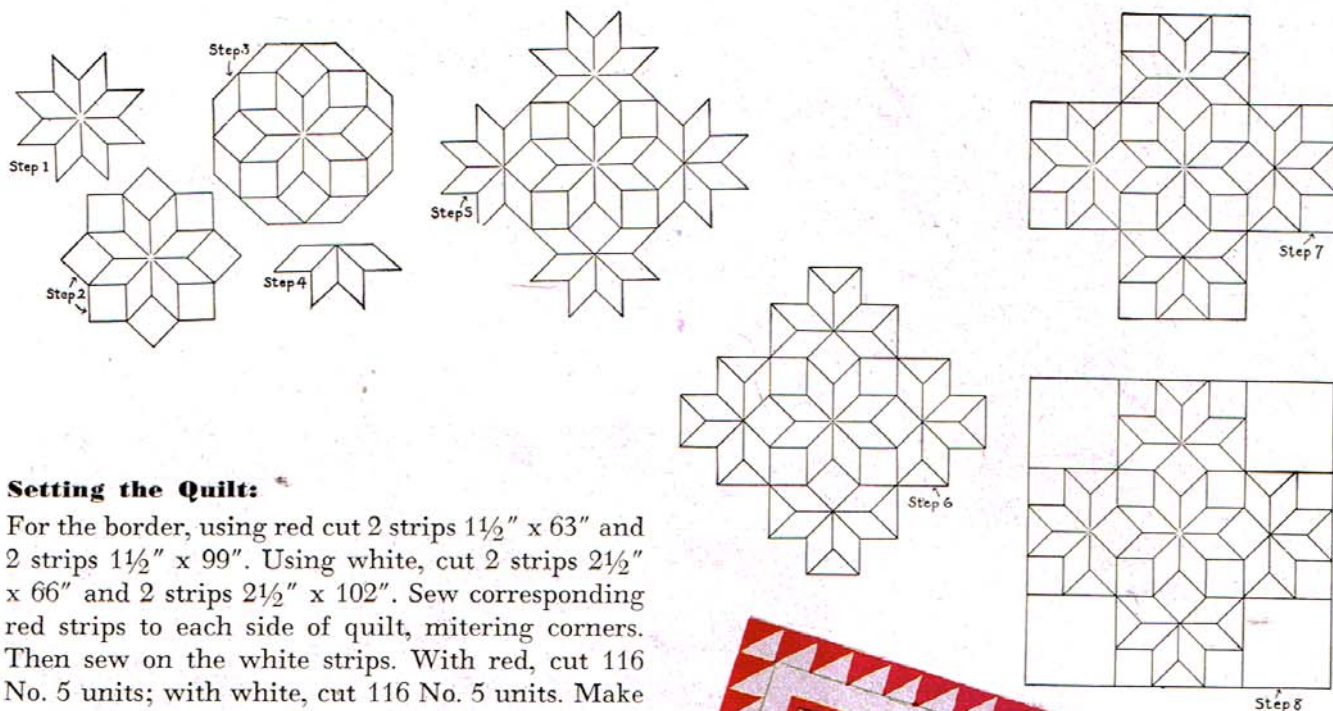 Step 1
Step 2
Step 3
Step 4
Step 5
Step 6
Step 7
Step 8
Setting the Quilt:
For the border, using red cut 2 strips 1½″ x 63″ and
2 strips 1½″ x 99″. Using white, cut 2 strips 2½″
x 66″ and 2 strips 2½″ x 102″. Sew corresponding
red strips to each side of quilt, mitering corners.
Then sew on the white strips. With red, cut 116
No. 5 units; with white, cut 116 No. 5 units. Make